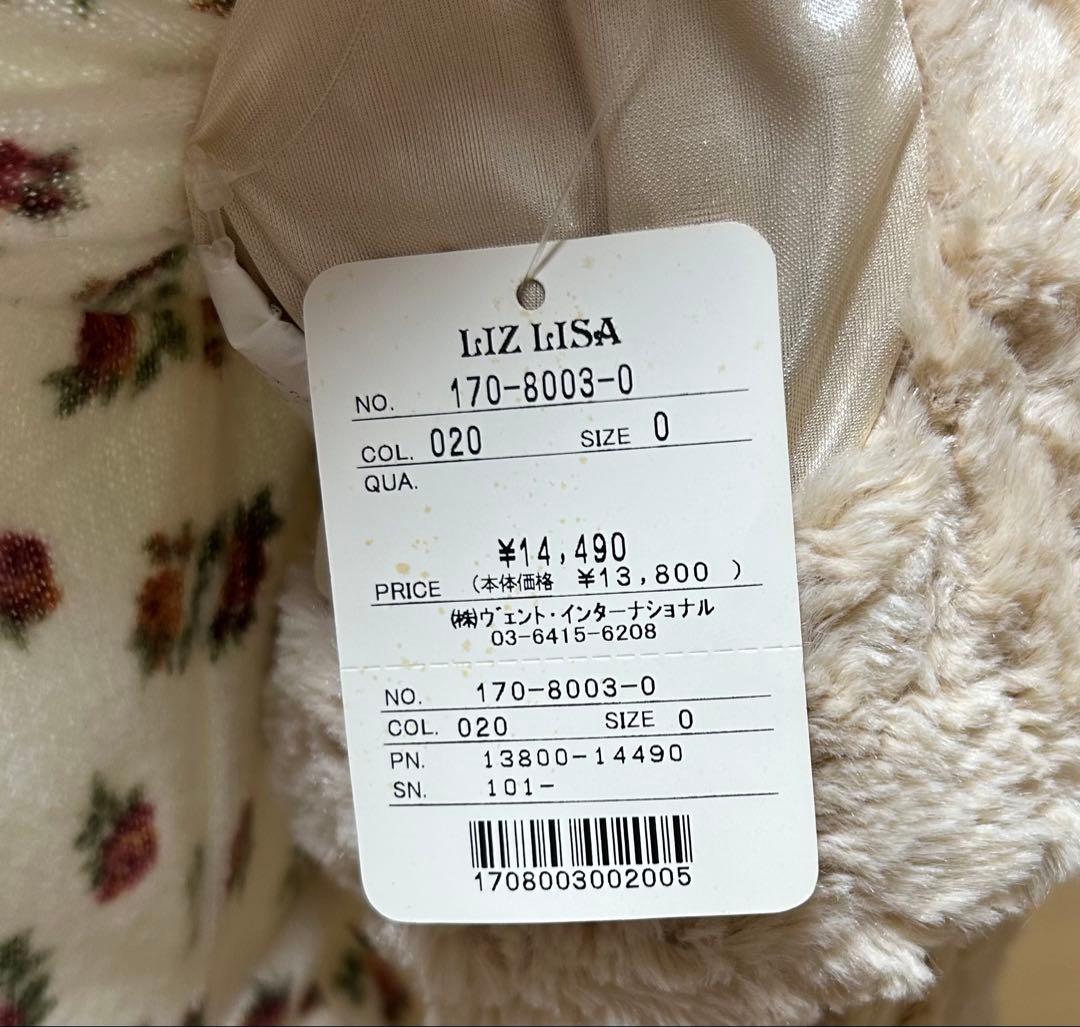 LIZ LISA
NO. 170-8003-0
COL. 020 SIZE 0
QUA.
¥14,490
PRICE (本体価格 ¥13,800 )
㈱ヴェント・インターナショナル
03-6415-6208
NO. 170-8003-0
COL. 020 SIZE 0
PN. 13800-14490
SN. 101-
1708003002005